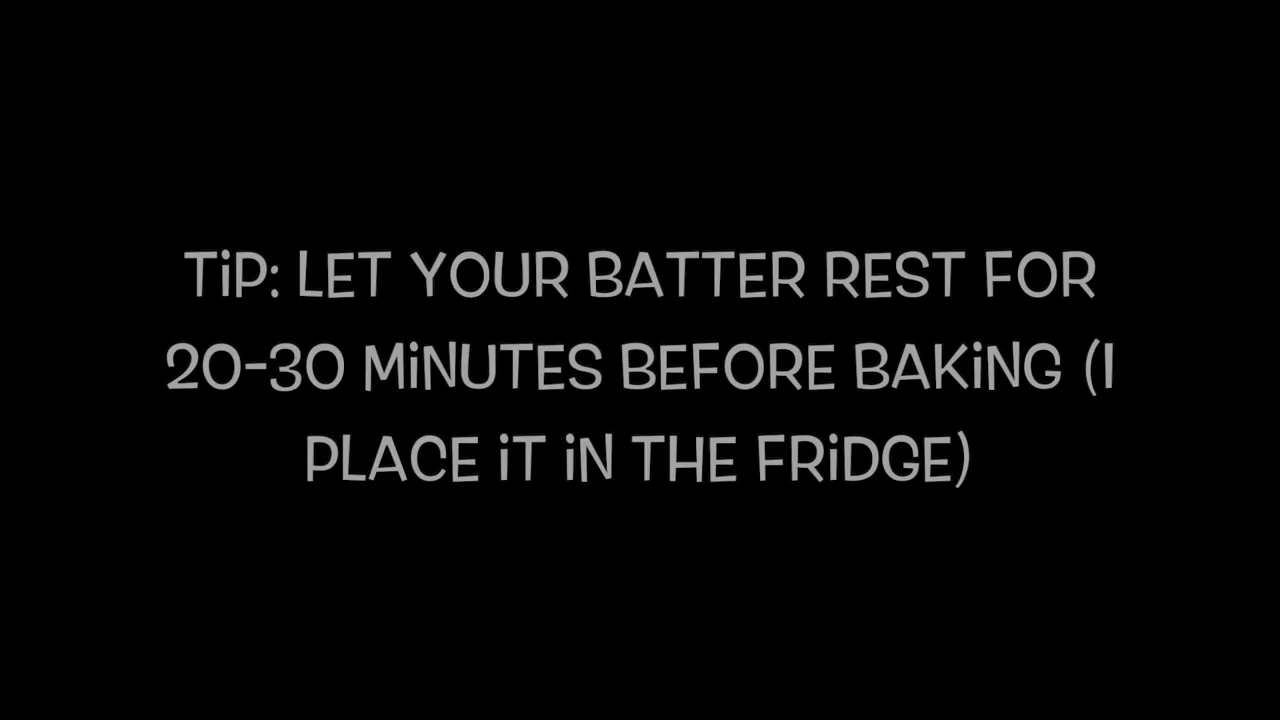 TiP: LET YOUR BATTER REST FOR
20-30 MiNUTES BEFORE BAKiNG (I
PLACE iT iN THE FRiDGE)